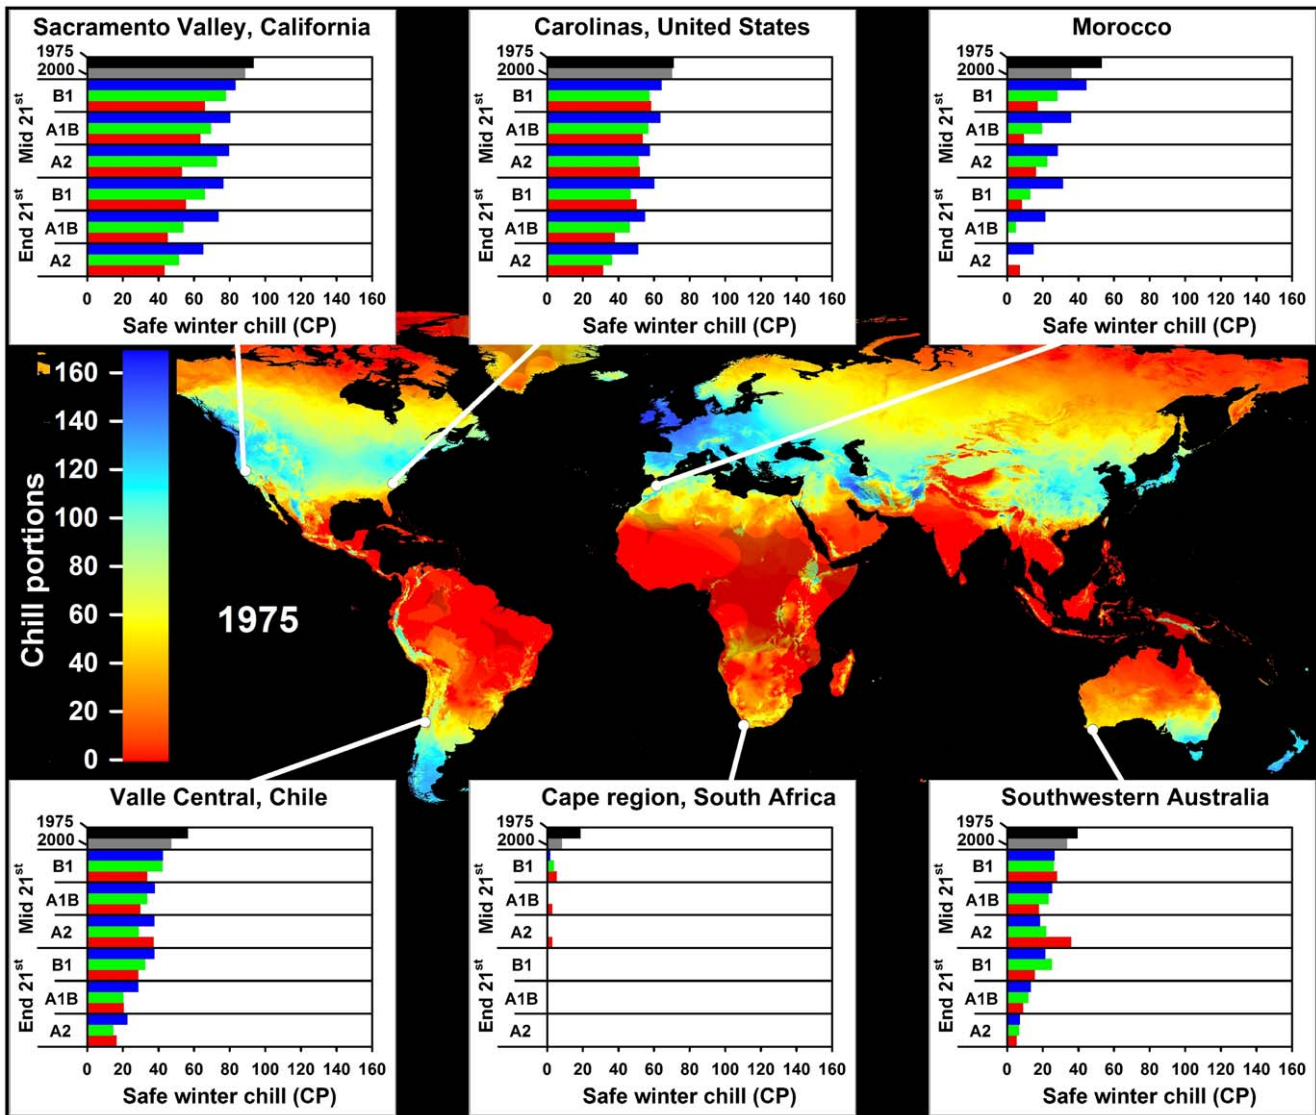 Sacramento Valley, California
1975
2000
Mid 21st
B1
A1B
A2
End 21st
B1
A1B
A2
0 20 40 60 80 100 120 140 160
Safe winter chill (CP)
Carolinas, United States
1975
2000
Mid 21st
B1
A1B
A2
End 21st
B1
A1B
A2
0 20 40 60 80 100 120 140 160
Safe winter chill (CP)
Morocco
1975
2000
Mid 21st
B1
A1B
A2
End 21st
B1
A1B
A2
0 20 40 60 80 100 120 140 160
Safe winter chill (CP)
Chill portions
160
140
120
100
80
60
40
20
0
1975
Valle Central, Chile
1975
2000
Mid 21st
B1
A1B
A2
End 21st
B1
A1B
A2
0 20 40 60 80 100 120 140 160
Safe winter chill (CP)
Cape region, South Africa
1975
2000
Mid 21st
B1
A1B
A2
End 21st
B1
A1B
A2
0 20 40 60 80 100 120 140 160
Safe winter chill (CP)
Southwestern Australia
1975
2000
Mid 21st
B1
A1B
A2
End 21st
B1
A1B
A2
0 20 40 60 80 100 120 140 160
Safe winter chill (CP)